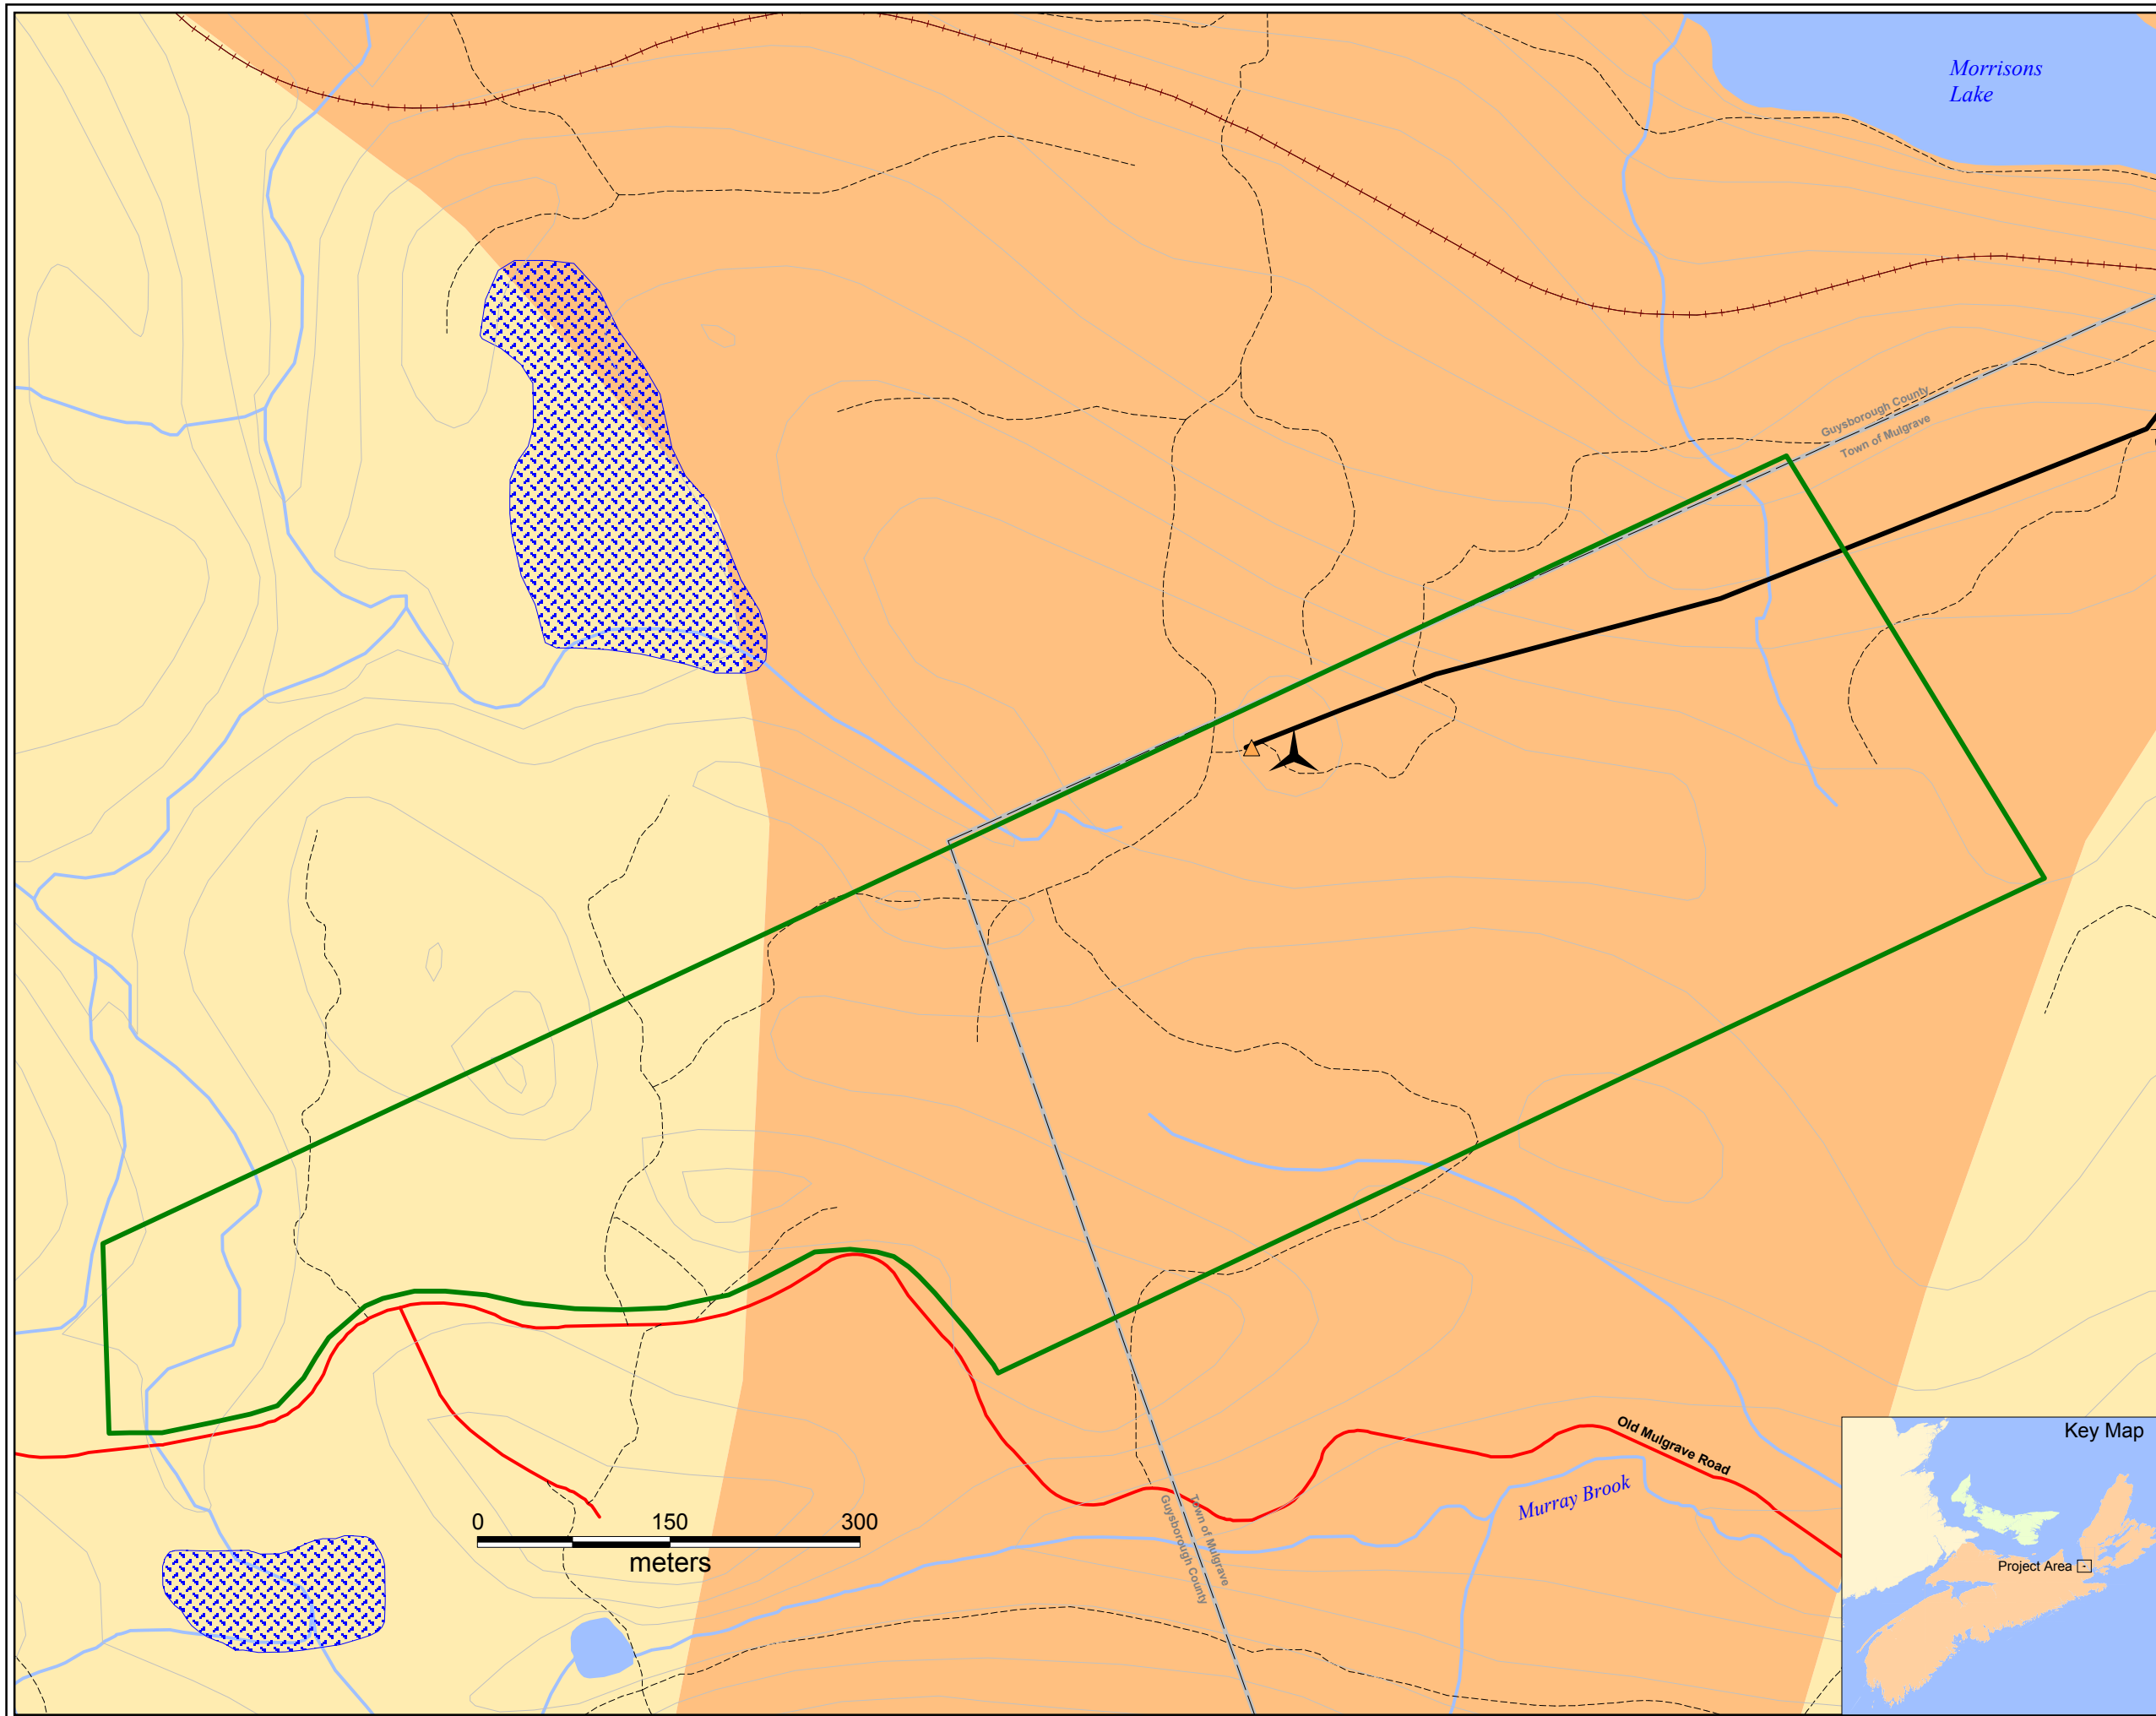 Morrisons
Lake
Guysborough County
Town of Mulgrave
Old Mulgrave Road
Murray Brook
Town of Mulgrave
Guysborough County
0 150 300
meters
Key Map
Project Area